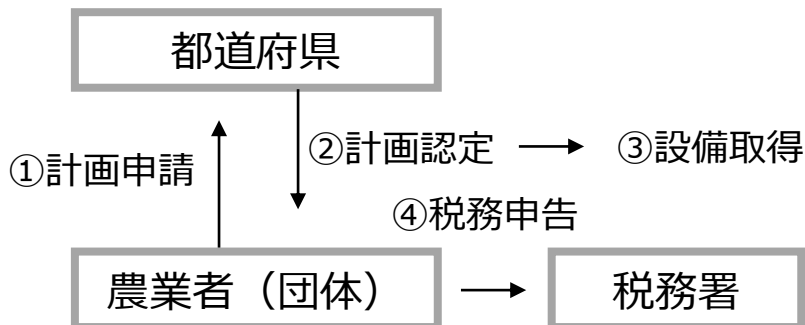 都道府県
①計画申請
②計画認定
③設備取得
④税務申告
農業者（団体）
税務署